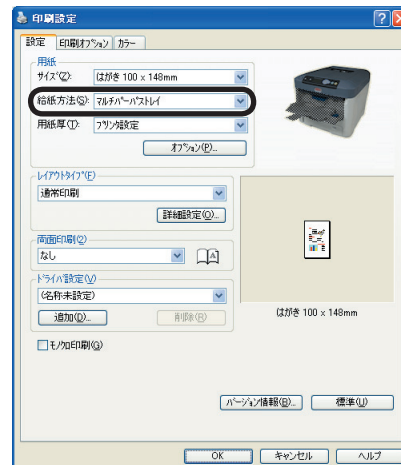 印刷設定
設定 印刷オプション カラー
用紙
サイズ(Z): はがき 100 x 148mm
給紙方法(S): マルチパーパストレイ
用紙厚(T): プリンタ設定
オプション(P)...
レイアウトタイプ(F)
通常印刷
詳細設定(O)...
両面印刷(2)
なし
ドライバ設定(V)
(名称未設定)
追加(D)... 削除(R)
はがき 100 x 148mm
モノクロ印刷(G)
バージョン情報(B)... 標準(U)
OK キャンセル ヘルプ